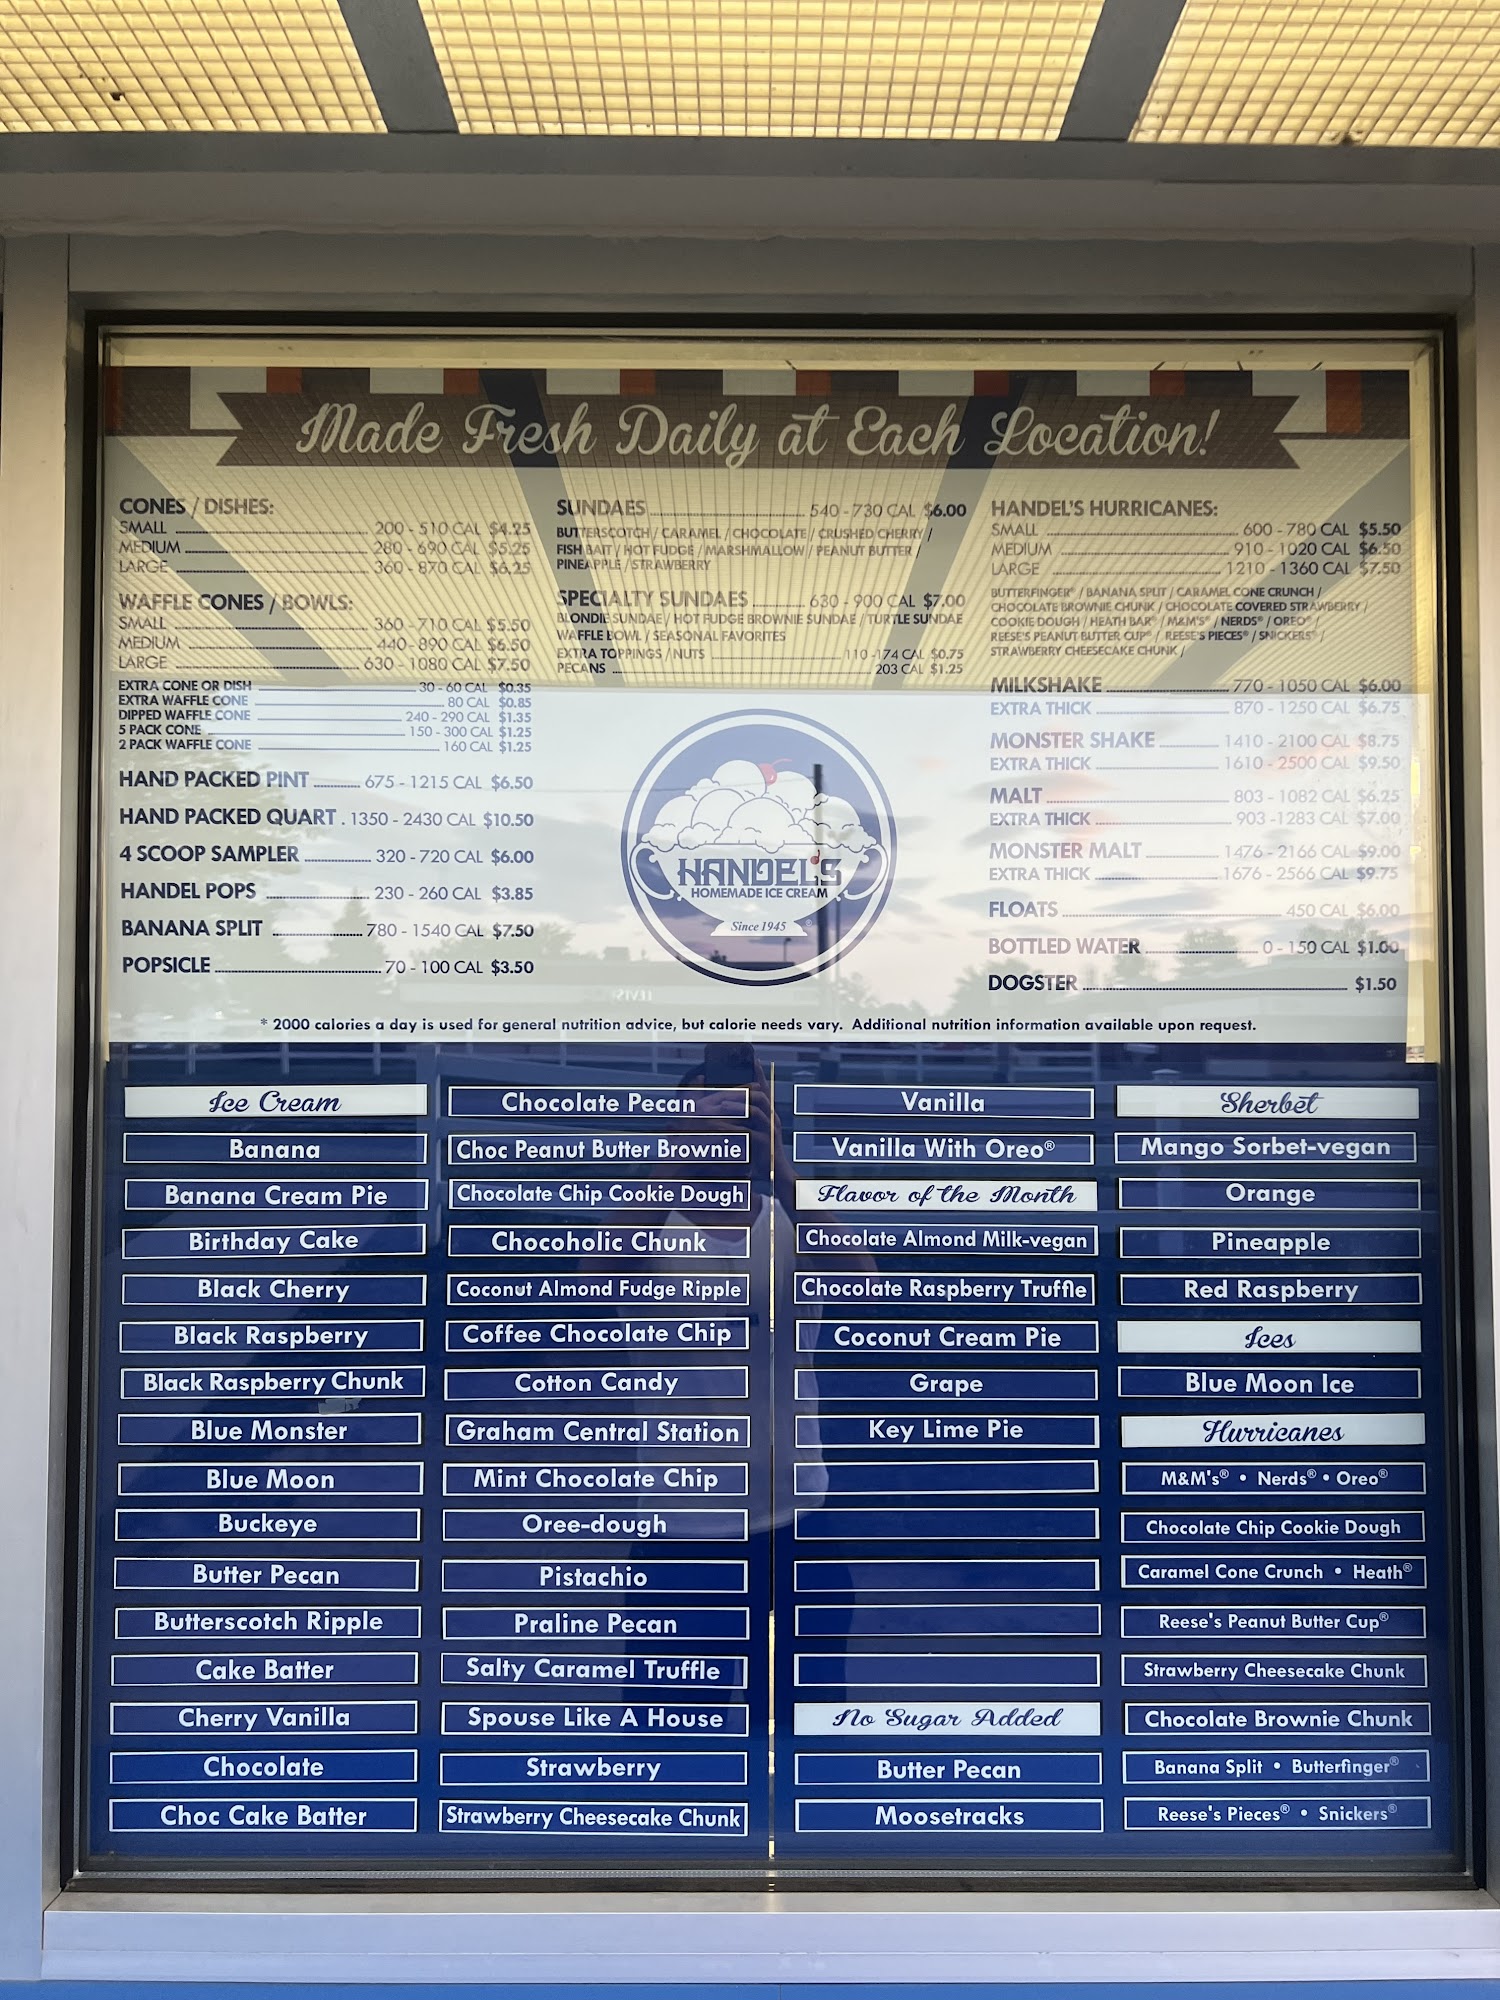 Made Fresh Daily at Each Location!
CONES / DISHES:
SMALL 200 - 510 CAL $4.25
MEDIUM 280 - 690 CAL $5.25
LARGE 360 - 870 CAL $6.25
WAFFLE CONES / BOWLS:
SMALL 360 - 710 CAL $5.50
MEDIUM 440 - 890 CAL $6.50
LARGE 630 - 1080 CAL $7.50
EXTRA CONE OR DISH 30 - 60 CAL $0.35
EXTRA WAFFLE CONE 80 CAL $0.85
DIPPED WAFFLE CONE 240 - 290 CAL $1.35
5 PACK CONE 150 - 300 CAL $1.25
2 PACK WAFFLE CONE 160 CAL $1.25
HAND PACKED PINT 675 - 1215 CAL $6.50
HAND PACKED QUART . 1350 - 2430 CAL $10.50
4 SCOOP SAMPLER 320 - 720 CAL $6.00
HANDEL POPS 230 - 260 CAL $3.85
BANANA SPLIT 780 - 1540 CAL $7.50
POPSICLE 70 - 100 CAL $3.50
SUNDAES 540 - 730 CAL $6.00
BUTTERSCOTCH / CARAMEL / CHOCOLATE / CRUSHED CHERRY /
FISH BAIT / HOT FUDGE / MARSHMALLOW / PEANUT BUTTER /
PINEAPPLE / STRAWBERRY
SPECIALTY SUNDAES 630 - 900 CAL $7.00
BLONDIE SUNDAE / HOT FUDGE BROWNIE SUNDAE / TURTLE SUNDAE
WAFFLE BOWL / SEASONAL FAVORITES
EXTRA TOPPINGS / NUTS 110 -174 CAL $0.75
PECANS 203 CAL $1.25
HANDEL'S
HOMEMADE ICE CREAM
Since 1945
HANDEL'S HURRICANES:
SMALL 600 - 780 CAL $5.50
MEDIUM 910 - 1020 CAL $6.50
LARGE 1210 - 1360 CAL $7.50
BUTTERFINGER® / BANANA SPLIT / CARAMEL CONE CRUNCH /
CHOCOLATE BROWNIE CHUNK / CHOCOLATE COVERED STRAWBERRY /
COOKIE DOUGH / HEATH BAR® / M&M'S® / NERDS® / OREO® /
REESE'S PEANUT BUTTER CUP® / REESE'S PIECES® / SNICKERS® /
STRAWBERRY CHEESECAKE CHUNK /
MILKSHAKE 770 - 1050 CAL $6.00
EXTRA THICK 870 - 1250 CAL $6.75
MONSTER SHAKE 1410 - 2100 CAL $8.75
EXTRA THICK 1610 - 2500 CAL $9.50
MALT 803 - 1082 CAL $6.25
EXTRA THICK 903 -1283 CAL $7.00
MONSTER MALT 1476 - 2166 CAL $9.00
EXTRA THICK 1676 - 2566 CAL $9.75
FLOATS 450 CAL $6.00
BOTTLED WATER 0 - 150 CAL $1.00
DOGSTER $1.50
* 2000 calories a day is used for general nutrition advice, but calorie needs vary. Additional nutrition information available upon request.
Ice Cream
Banana
Banana Cream Pie
Birthday Cake
Black Cherry
Black Raspberry
Black Raspberry Chunk
Blue Monster
Blue Moon
Buckeye
Butter Pecan
Butterscotch Ripple
Cake Batter
Cherry Vanilla
Chocolate
Choc Cake Batter
Chocolate Pecan
Choc Peanut Butter Brownie
Chocolate Chip Cookie Dough
Chocoholic Chunk
Coconut Almond Fudge Ripple
Coffee Chocolate Chip
Cotton Candy
Graham Central Station
Mint Chocolate Chip
Oree-dough
Pistachio
Praline Pecan
Salty Caramel Truffle
Spouse Like A House
Strawberry
Strawberry Cheesecake Chunk
Vanilla
Vanilla With Oreo®
Flavor of the Month
Chocolate Almond Milk-vegan
Chocolate Raspberry Truffle
Coconut Cream Pie
Grape
Key Lime Pie
No Sugar Added
Butter Pecan
Moosetracks
Sherbet
Mango Sorbet-vegan
Orange
Pineapple
Red Raspberry
Ices
Blue Moon Ice
Hurricanes
M&M's® • Nerds® • Oreo®
Chocolate Chip Cookie Dough
Caramel Cone Crunch • Heath®
Reese's Peanut Butter Cup®
Strawberry Cheesecake Chunk
Chocolate Brownie Chunk
Banana Split • Butterfinger®
Reese's Pieces® • Snickers®